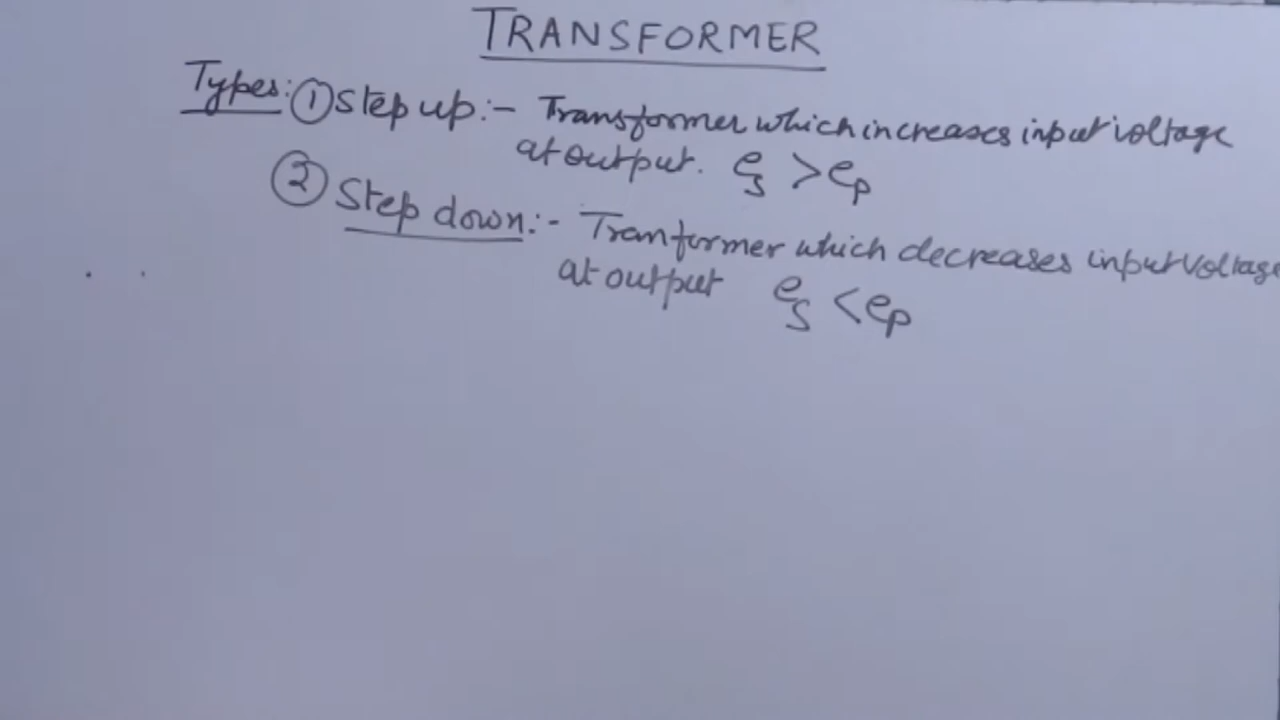 TRANSFORMER
Types: ① Step up:- Transformer which increases input voltage
at output. eₛ > eₚ
② Step down:- Tranformer which decreases input voltage
at output eₛ < eₚ